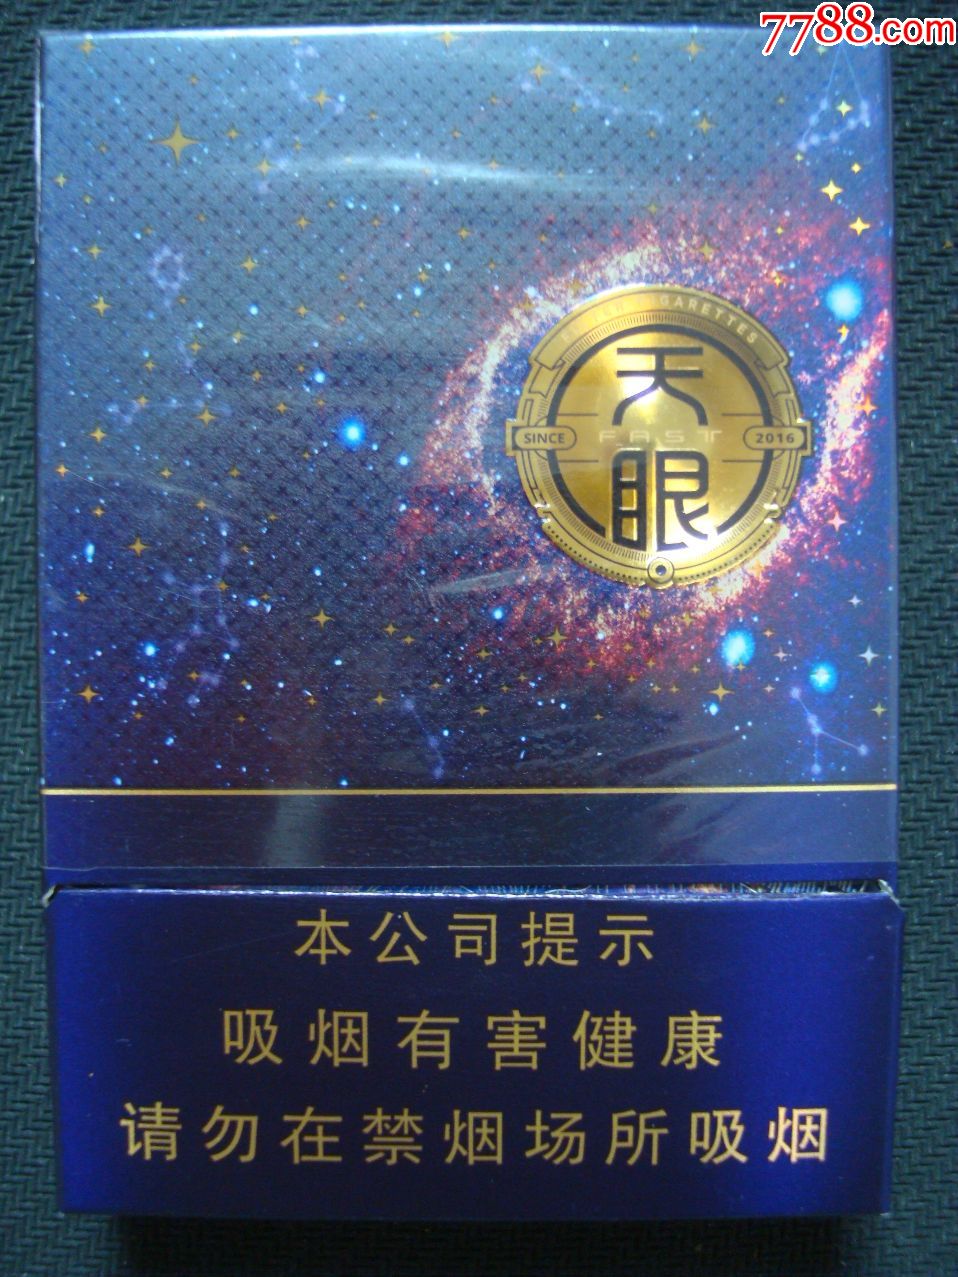 7788.com
GARETTES
天
SINCE FAST 2016
眼
本公司提示
吸烟有害健康
请勿在禁烟场所吸烟